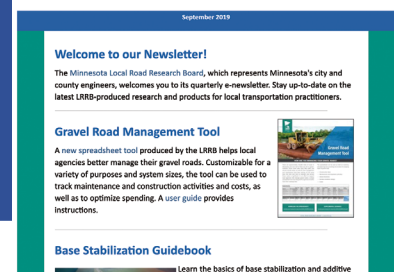 September 2019
Welcome to our Newsletter!
The Minnesota Local Road Research Board, which represents Minnesota's city and
county engineers, welcomes you to its quarterly e-newsletter. Stay up-to-date on the
latest LRRB-produced research and products for local transportation practitioners.
Gravel Road Management Tool
A new spreadsheet tool produced by the LRRB helps local
agencies better manage their gravel roads. Customizable for a
variety of purposes and system sizes, the tool can be used to
track maintenance and construction activities and costs, as
well as to optimize spending. A user guide provides
instructions.
Gravel Road
Management Tool
Base Stabilization Guidebook
Learn the basics of base stabilization and additive